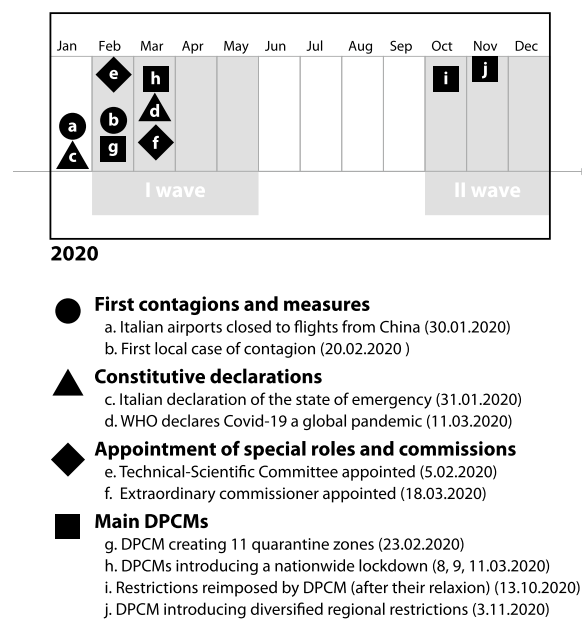 Jan Feb Mar Apr May Jun Jul Aug Sep Oct Nov Dec
e h i j
d
a b
c g f
I wave II wave
2020
First contagions and measures
a. Italian airports closed to flights from China (30.01.2020)
b. First local case of contagion (20.02.2020 )
Constitutive declarations
c. Italian declaration of the state of emergency (31.01.2020)
d. WHO declares Covid-19 a global pandemic (11.03.2020)
Appointment of special roles and commissions
e. Technical-Scientific Committee appointed (5.02.2020)
f. Extraordinary commissioner appointed (18.03.2020)
Main DPCMs
g. DPCM creating 11 quarantine zones (23.02.2020)
h. DPCMs introducing a nationwide lockdown (8, 9, 11.03.2020)
i. Restrictions reimposed by DPCM (after their relaxion) (13.10.2020)
j. DPCM introducing diversified regional restrictions (3.11.2020)